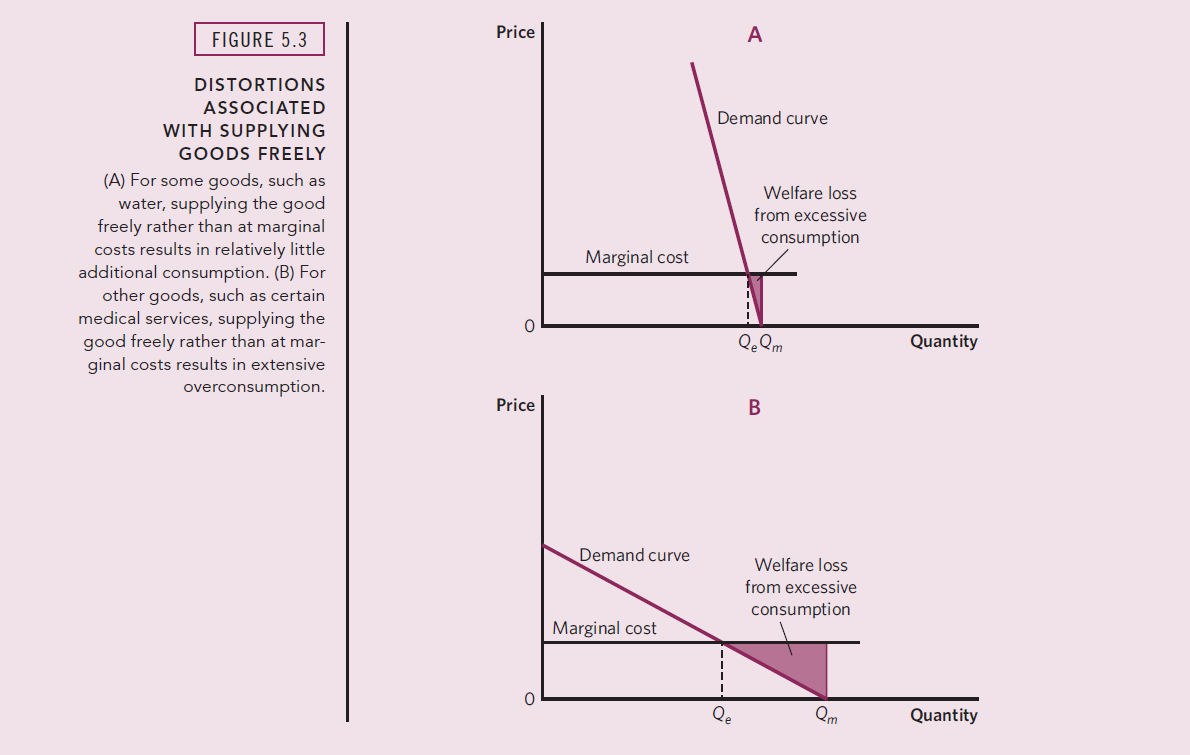 FIGURE 5.3
DISTORTIONS
ASSOCIATED
WITH SUPPLYING
GOODS FREELY
(A) For some goods, such as
water, supplying the good
freely rather than at marginal
costs results in relatively little
additional consumption. (B) For
other goods, such as certain
medical services, supplying the
good freely rather than at mar-
ginal costs results in extensive
overconsumption.
Price
A
Demand curve
Welfare loss
from excessive
consumption
Marginal cost
0
Qe Qm
Quantity
Price
B
Demand curve
Welfare loss
from excessive
consumption
Marginal cost
0
Qe
Qm
Quantity